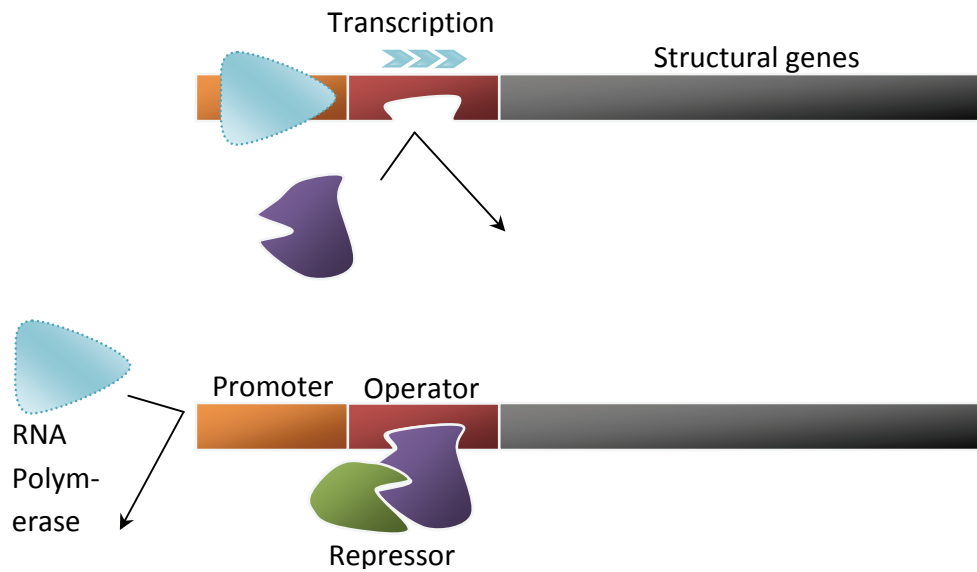 Transcription
Structural genes
Promoter
Operator
RNA
Polym-
erase
Repressor